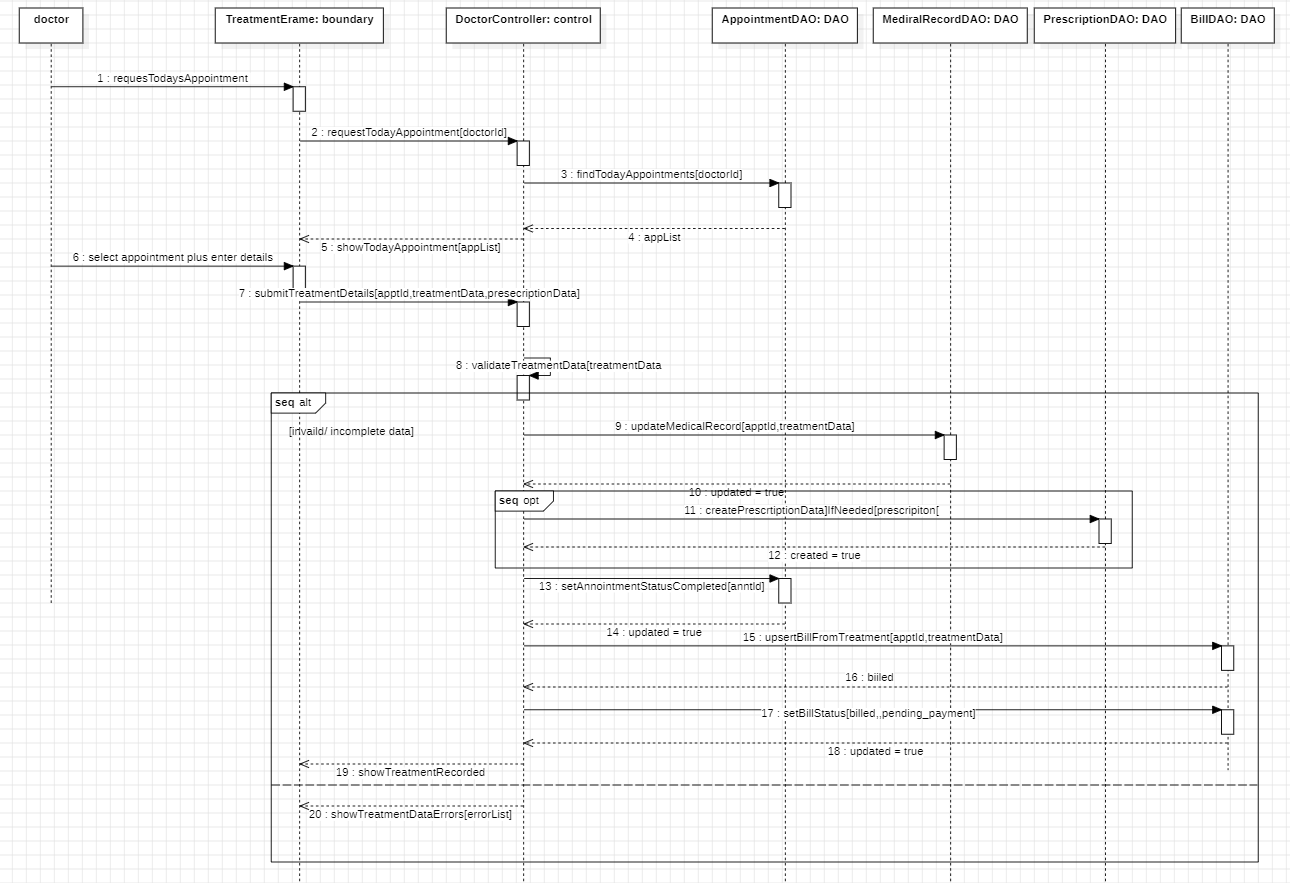 doctor
TreatmentErame: boundary
DoctorController: control
AppointmentDAO: DAO
MediralRecordDAO: DAO
PrescriptionDAO: DAO
BillDAO: DAO
1 : requesTodaysAppointment
2 : requestTodayAppointment[doctorId]
3 : findTodayAppointments[doctorId]
4 : appList
5 : showTodayAppointment[appList]
6 : select appointment plus enter details
7 : submitTreatmentDetails[apptId,treatmentData,presecriptionData]
8 : validateTreatmentData[treatmentData
seq alt
[invaild/ incomplete data]
9 : updateMedicalRecord[apptId,treatmentData]
10 : updated = true
seq opt
11 : createPrescrtiptionData]IfNeeded[prescripiton[
12 : created = true
13 : setAnnointmentStatusCompleted[anntId]
14 : updated = true
15 : upsertBillFromTreatment[apptId,treatmentData]
16 : biiled
17 : setBillStatus[billed,,pending_payment]
18 : updated = true
19 : showTreatmentRecorded
20 : showTreatmentDataErrors[errorList]